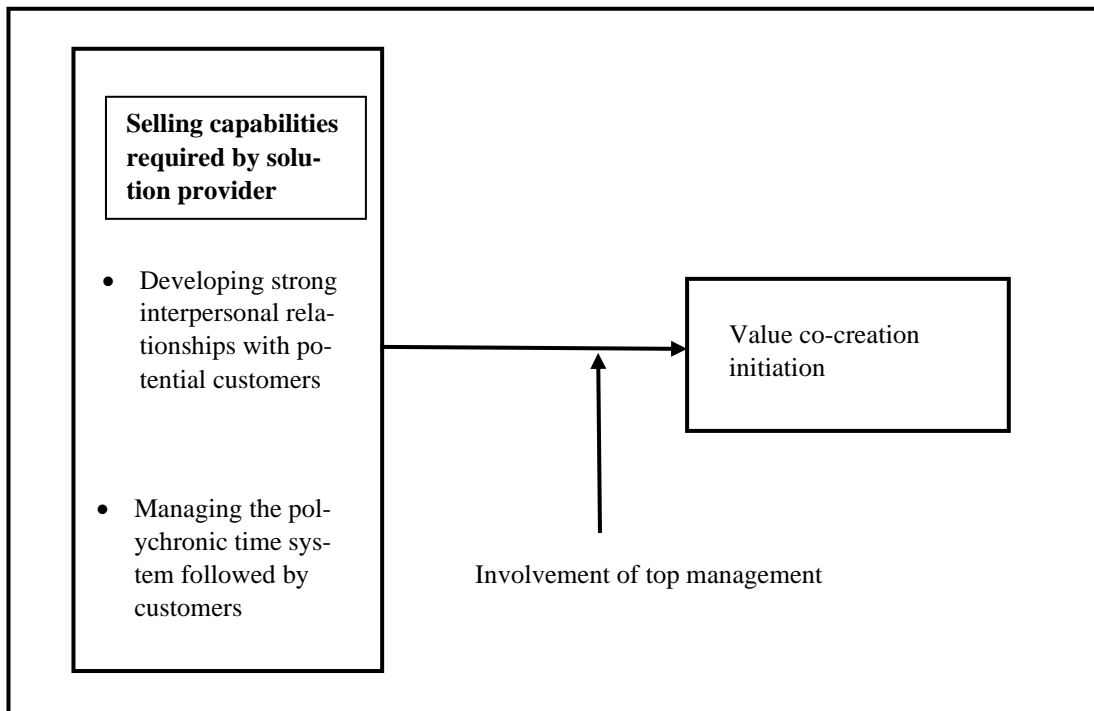 Selling capabilities
required by solu-
tion provider
• Developing strong
interpersonal rela-
tionships with po-
tential customers
• Managing the pol-
ychronic time sys-
tem followed by
customers
Value co-creation
initiation
Involvement of top management